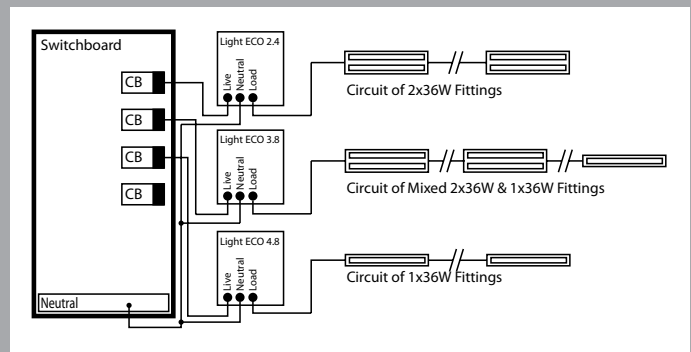 Switchboard
CB
CB
CB
CB
Neutral
Light ECO 2.4
Live
Neutral
Load
Circuit of 2x36W Fittings
Light ECO 3.8
Live
Neutral
Load
Circuit of Mixed 2x36W & 1x36W Fittings
Light ECO 4.8
Live
Neutral
Load
Circuit of 1x36W Fittings